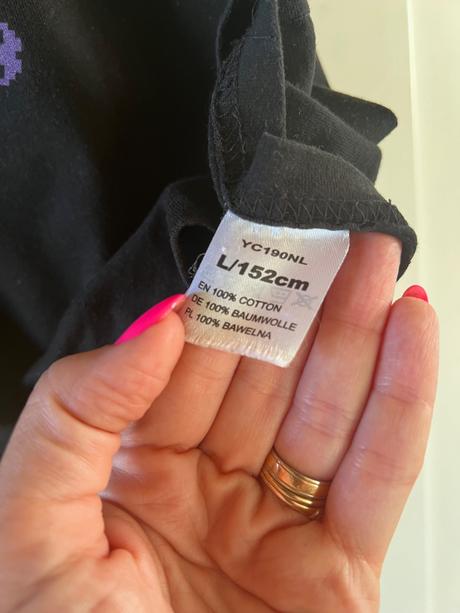 YC190NL
L/152cm
EN 100% COTTON
DE 100% BAUMWOLLE
PL 100% BAWELNA